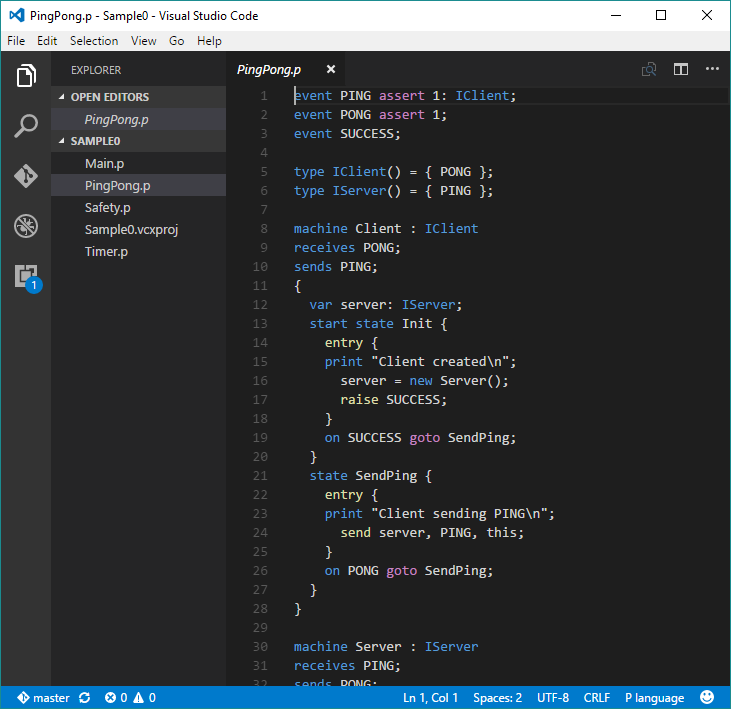 PingPong.p - Sample0 - Visual Studio Code
File Edit Selection View Go Help
EXPLORER
OPEN EDITORS
PingPong.p
SAMPLE0
Main.p
PingPong.p
Safety.p
Sample0.vcxproj
Timer.p
1
PingPong.p
1 event PING assert 1: IClient;
2 event PONG assert 1;
3 event SUCCESS;
4
5 type IClient() = { PONG };
6 type IServer() = { PING };
7
8 machine Client : IClient
9 receives PONG;
10 sends PING;
11 {
12 var server: IServer;
13 start state Init {
14 entry {
15 print "Client created\n";
16 server = new Server();
17 raise SUCCESS;
18 }
19 on SUCCESS goto SendPing;
20 }
21 state SendPing {
22 entry {
23 print "Client sending PING\n";
24 send server, PING, this;
25 }
26 on PONG goto SendPing;
27 }
28 }
29
30 machine Server : IServer
31 receives PING;
32 sends PONG;
master 0 0 Ln 1, Col 1 Spaces: 2 UTF-8 CRLF P language